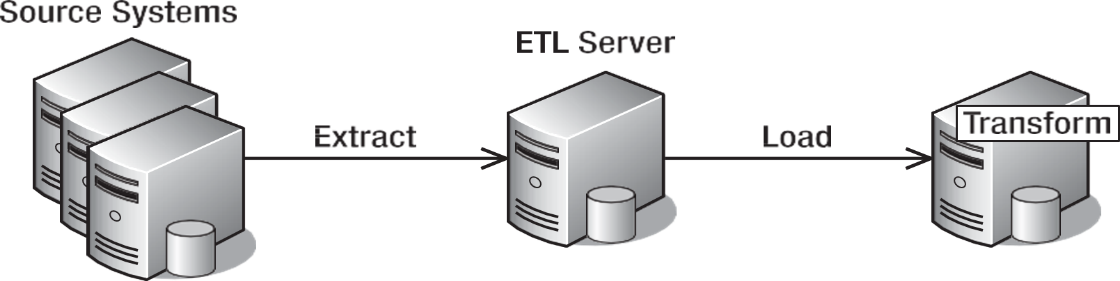 Source Systems
ETL Server
Extract
Load
Transform